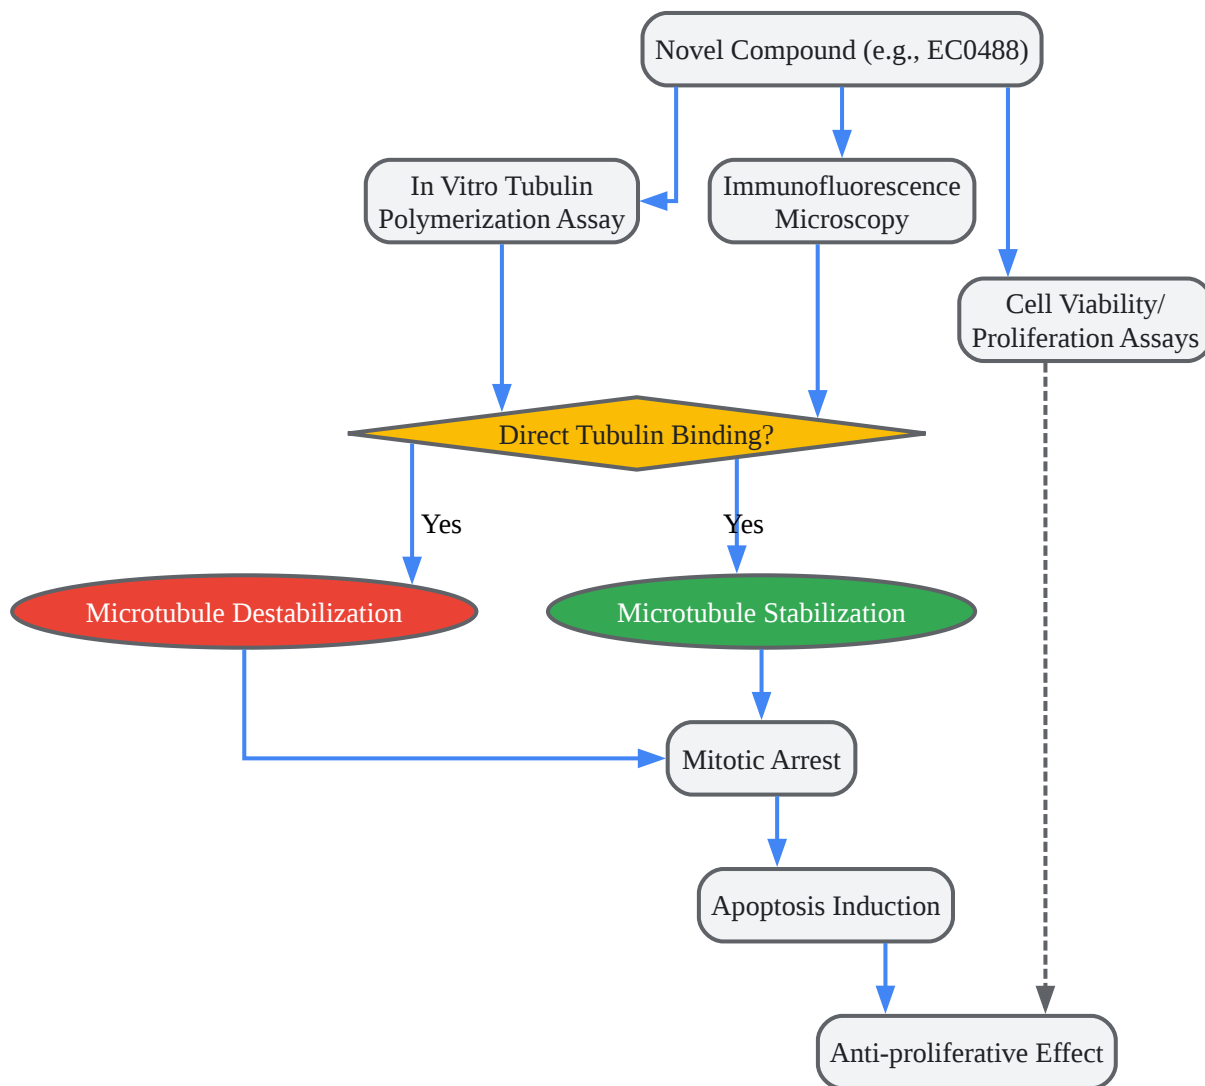 Novel Compound (e.g., EC0488)
In Vitro Tubulin
Polymerization Assay
Immunofluorescence
Microscopy
Cell Viability/
Proliferation Assays
Direct Tubulin Binding?
Yes
Yes
Microtubule Destabilization
Microtubule Stabilization
Mitotic Arrest
Apoptosis Induction
Anti-proliferative Effect